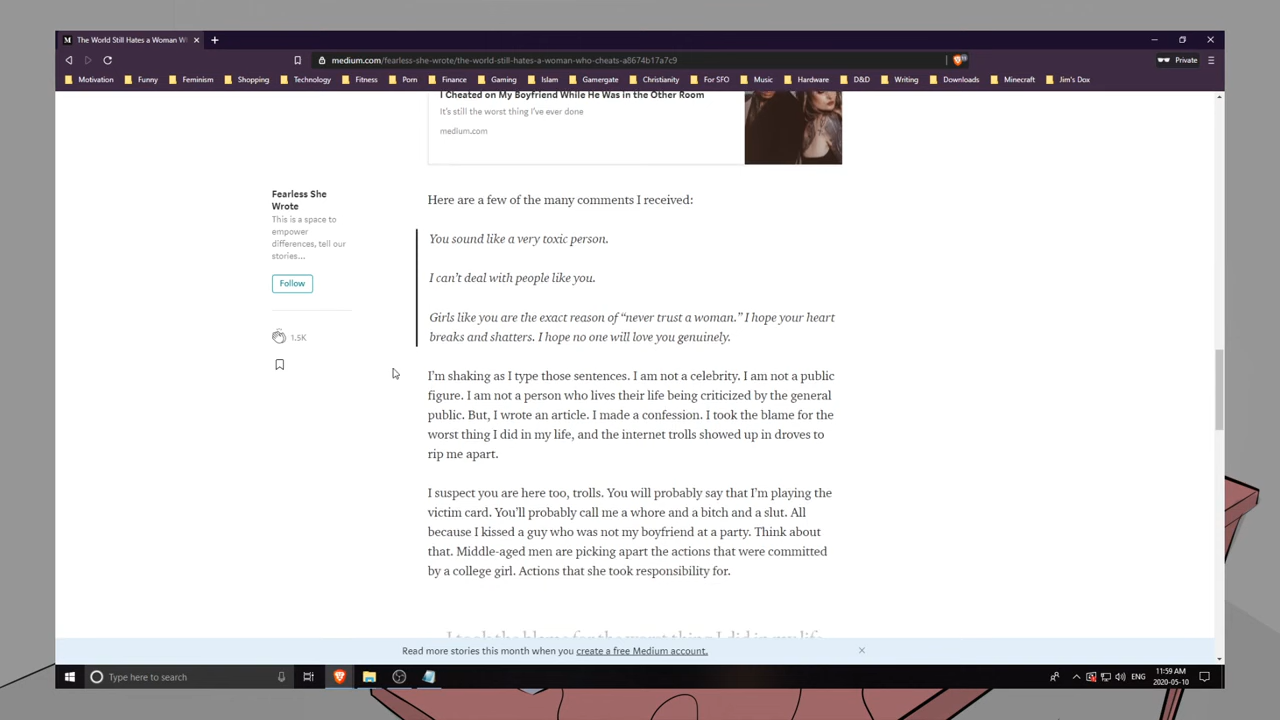 The World Still Hates a Woman W
medium.com/fearless-she-wrote/the-world-still-hates-a-woman-who-cheats-a8674b17a7c9
Private
Motivation Funny Feminism Shopping Technology Fitness Porn Finance Gaming Islam Gamergate Christianity For SFO Music Hardware D&D Writing Downloads Minecraft Jim's Dox
I Cheated on My Boyfriend While He Was in the Other Room
It's still the worst thing I've ever done
medium.com
Fearless She
Wrote
This is a space to
empower
differences, tell our
stories...
Follow
1.5K
Here are a few of the many comments I received:
You sound like a very toxic person.
I can't deal with people like you.
Girls like you are the exact reason of “never trust a woman.” I hope your heart
breaks and shatters. I hope no one will love you genuinely.
I'm shaking as I type those sentences. I am not a celebrity. I am not a public
figure. I am not a person who lives their life being criticized by the general
public. But, I wrote an article. I made a confession. I took the blame for the
worst thing I did in my life, and the internet trolls showed up in droves to
rip me apart.
I suspect you are here too, trolls. You will probably say that I'm playing the
victim card. You'll probably call me a whore and a bitch and a slut. All
because I kissed a guy who was not my boyfriend at a party. Think about
that. Middle-aged men are picking apart the actions that were committed
by a college girl. Actions that she took responsibility for.
I took the blame for the worst thing I did in my life
Read more stories this month when you create a free Medium account.
Type here to search
ENG
11:59 AM
2020-05-10